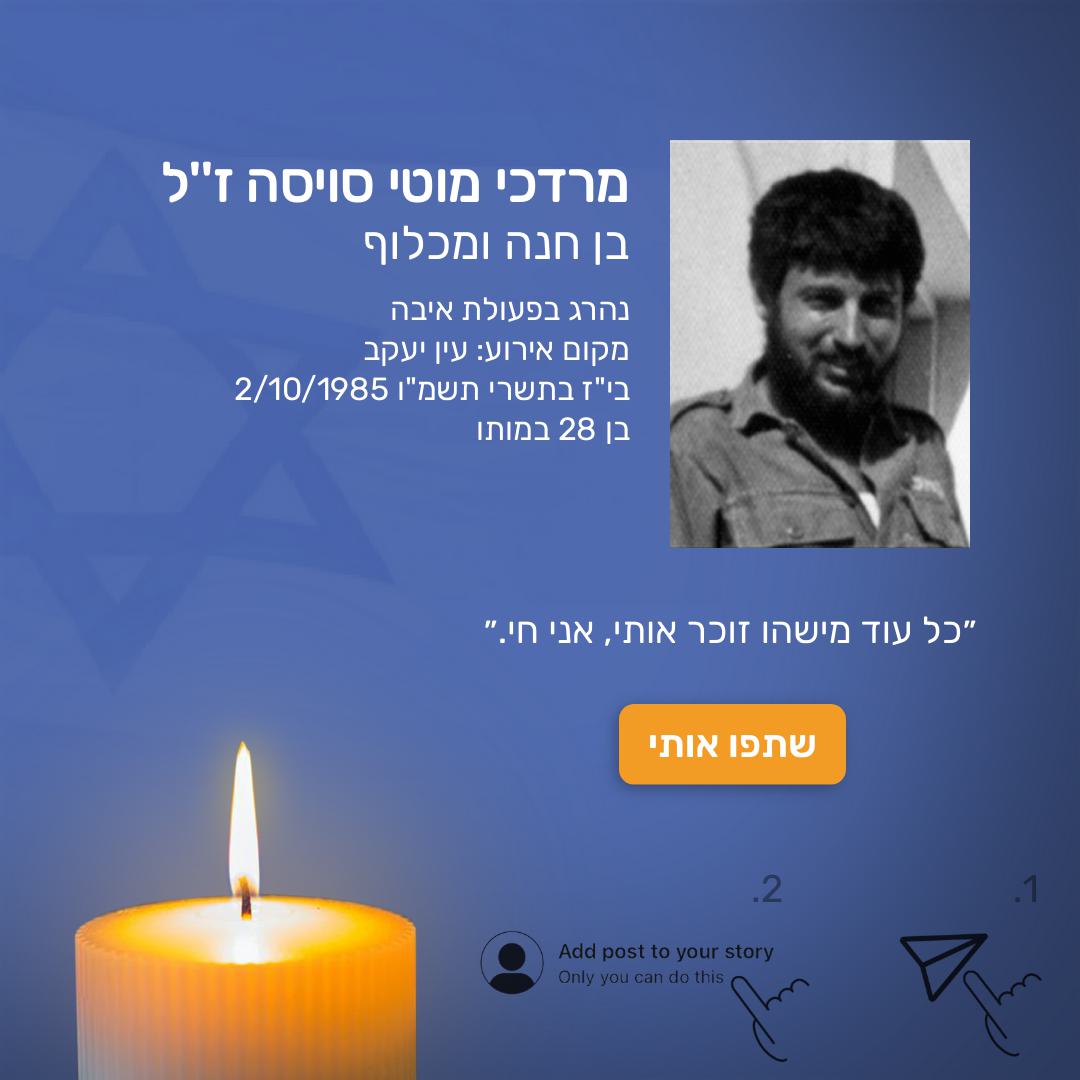 מרדכי מוטי סויסה ז"ל
בן חנה ומכלוף
נהרג בפעולת איבה
מקום אירוע: עין יעקב
בי"ז בתשרי תשמ"ו 2/10/1985
בן 28 במותו
״כל עוד מישהו זוכר אותי, אני חי.״
שתפו אותי
.1
.2
Add post to your story
Only you can do this